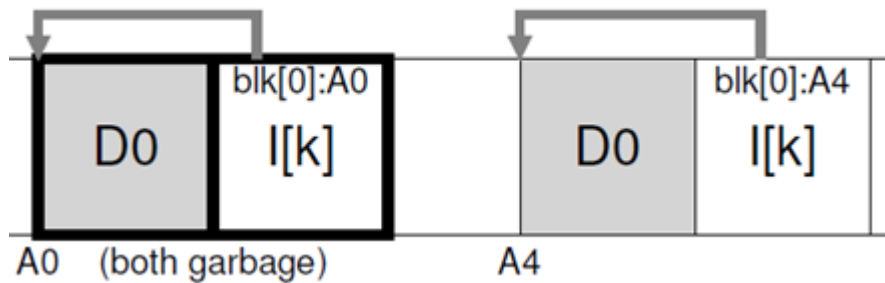 blk[0]:A0
blk[0]:A4
D0
I[k]
D0
I[k]
A0
(both garbage)
A4